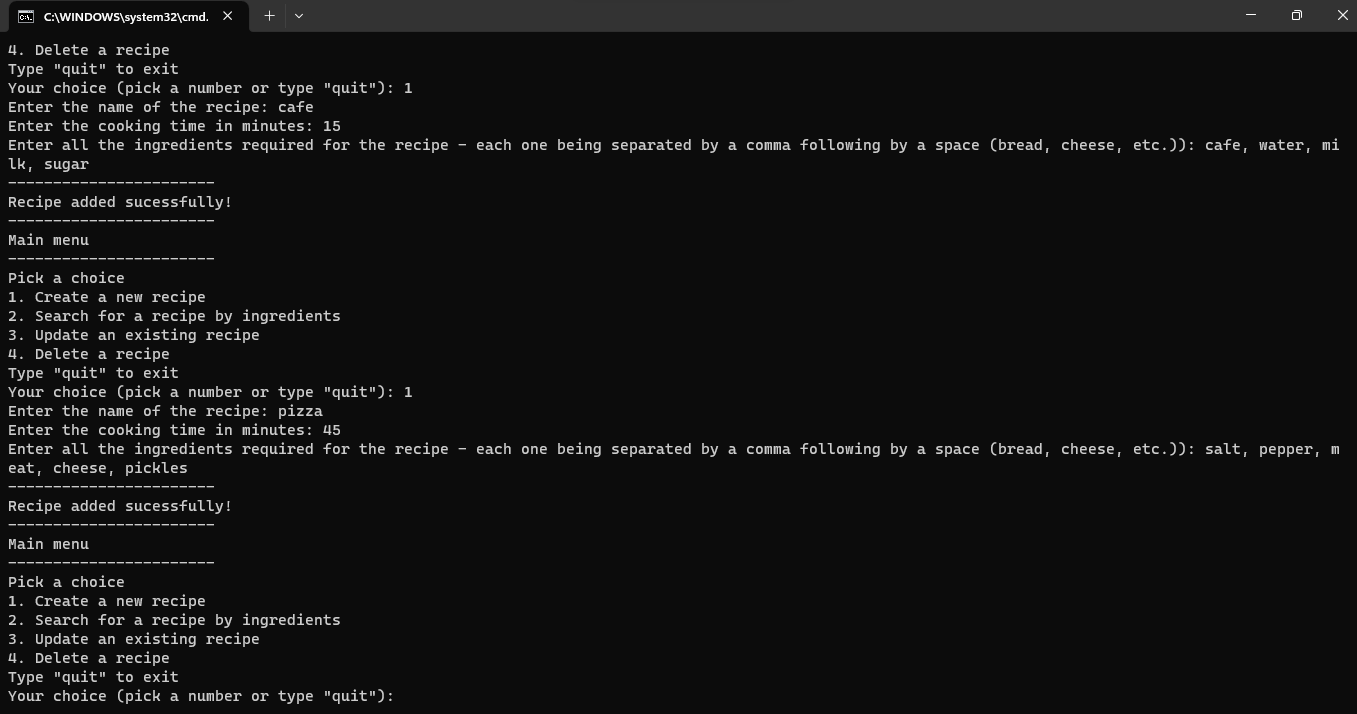 C:\WINDOWS\system32\cmd.
4. Delete a recipe
Type "quit" to exit
Your choice (pick a number or type "quit"): 1
Enter the name of the recipe: cafe
Enter the cooking time in minutes: 15
Enter all the ingredients required for the recipe - each one being separated by a comma following by a space (bread, cheese, etc.)): cafe, water, mi
lk, sugar
-----------------------
Recipe added sucessfully!
-----------------------
Main menu
-----------------------
Pick a choice
1. Create a new recipe
2. Search for a recipe by ingredients
3. Update an existing recipe
4. Delete a recipe
Type "quit" to exit
Your choice (pick a number or type "quit"): 1
Enter the name of the recipe: pizza
Enter the cooking time in minutes: 45
Enter all the ingredients required for the recipe - each one being separated by a comma following by a space (bread, cheese, etc.)): salt, pepper, m
eat, cheese, pickles
-----------------------
Recipe added sucessfully!
-----------------------
Main menu
-----------------------
Pick a choice
1. Create a new recipe
2. Search for a recipe by ingredients
3. Update an existing recipe
4. Delete a recipe
Type "quit" to exit
Your choice (pick a number or type "quit"):